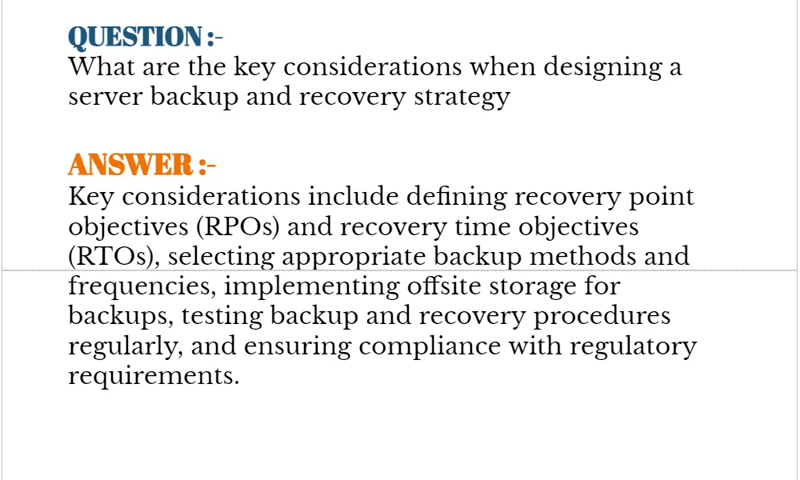 QUESTION :-
What are the key considerations when designing a
server backup and recovery strategy
ANSWER :-
Key considerations include defining recovery point
objectives (RPOs) and recovery time objectives
(RTOs), selecting appropriate backup methods and
frequencies, implementing offsite storage for
backups, testing backup and recovery procedures
regularly, and ensuring compliance with regulatory
requirements.